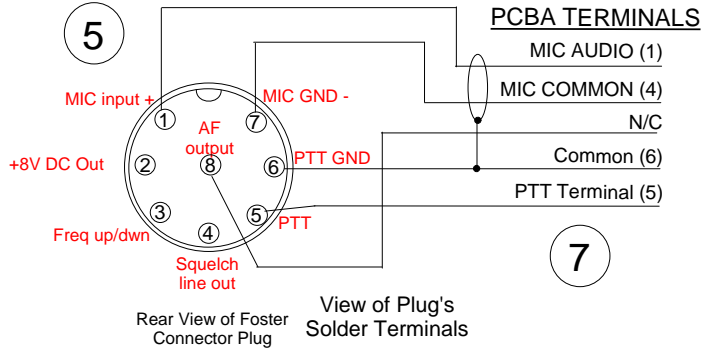 5
PCBA TERMINALS
MIC AUDIO (1)
MIC COMMON (4)
N/C
Common (6)
PTT Terminal (5)
7
MIC input +
MIC GND -
1
7
AF
output
+8V DC Out
2
8
6
PTT GND
3
5
PTT
Freq up/dwn
4
Squelch
line out
Rear View of Foster
Connector Plug
View of Plug's
Solder Terminals